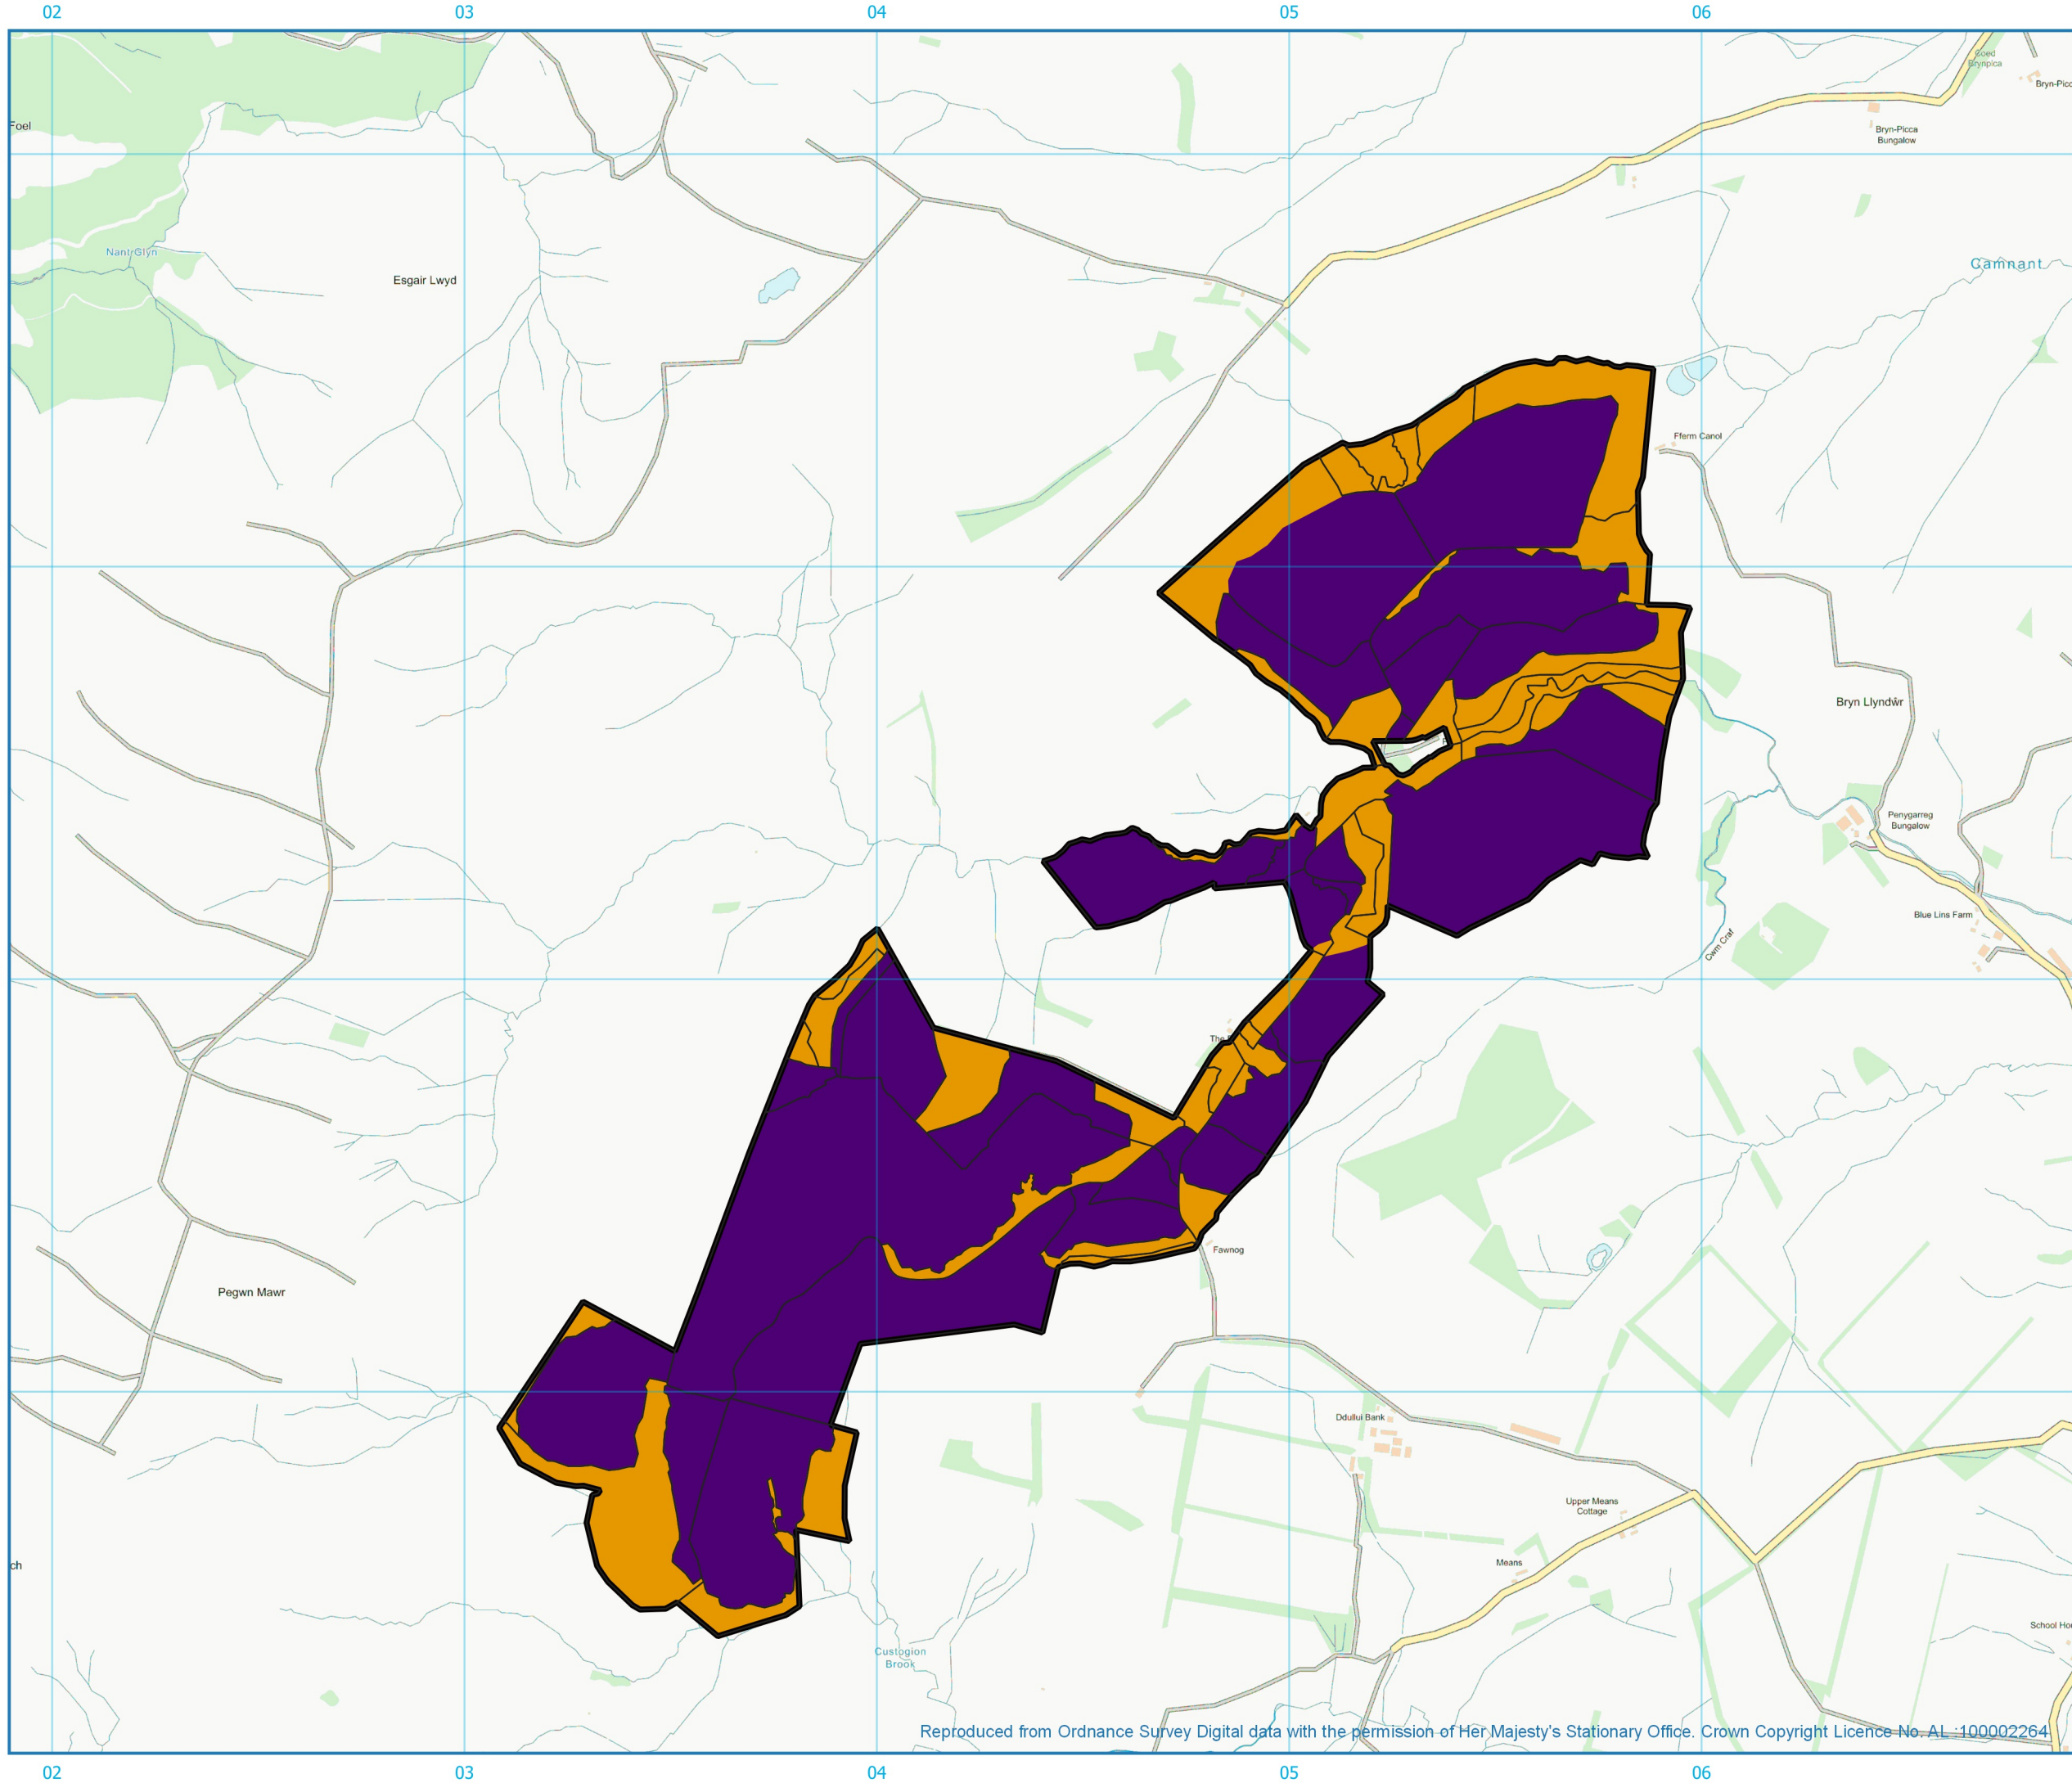 02 03 04 05 06
Coed
Brynpica
Bryn-Picc
Foel
Bryn-Picca
Bungalow
Nant Glyn
Camnant
Esgair Lwyd
Fferm Canol
Bryn Llyndŵr
Penygarreg
Bungalow
Blue Lins Farm
Cwm Craf
The
Fawnog
Pegwn Mawr
Ddullui Bank
Upper Means
Cottage
Means
ch
School Ho
Custogion
Brook
Reproduced from Ordnance Survey Digital data with the permission of Her Majesty's Stationary Office. Crown Copyright Licence No. AL :100002264
02 03 04 05 06